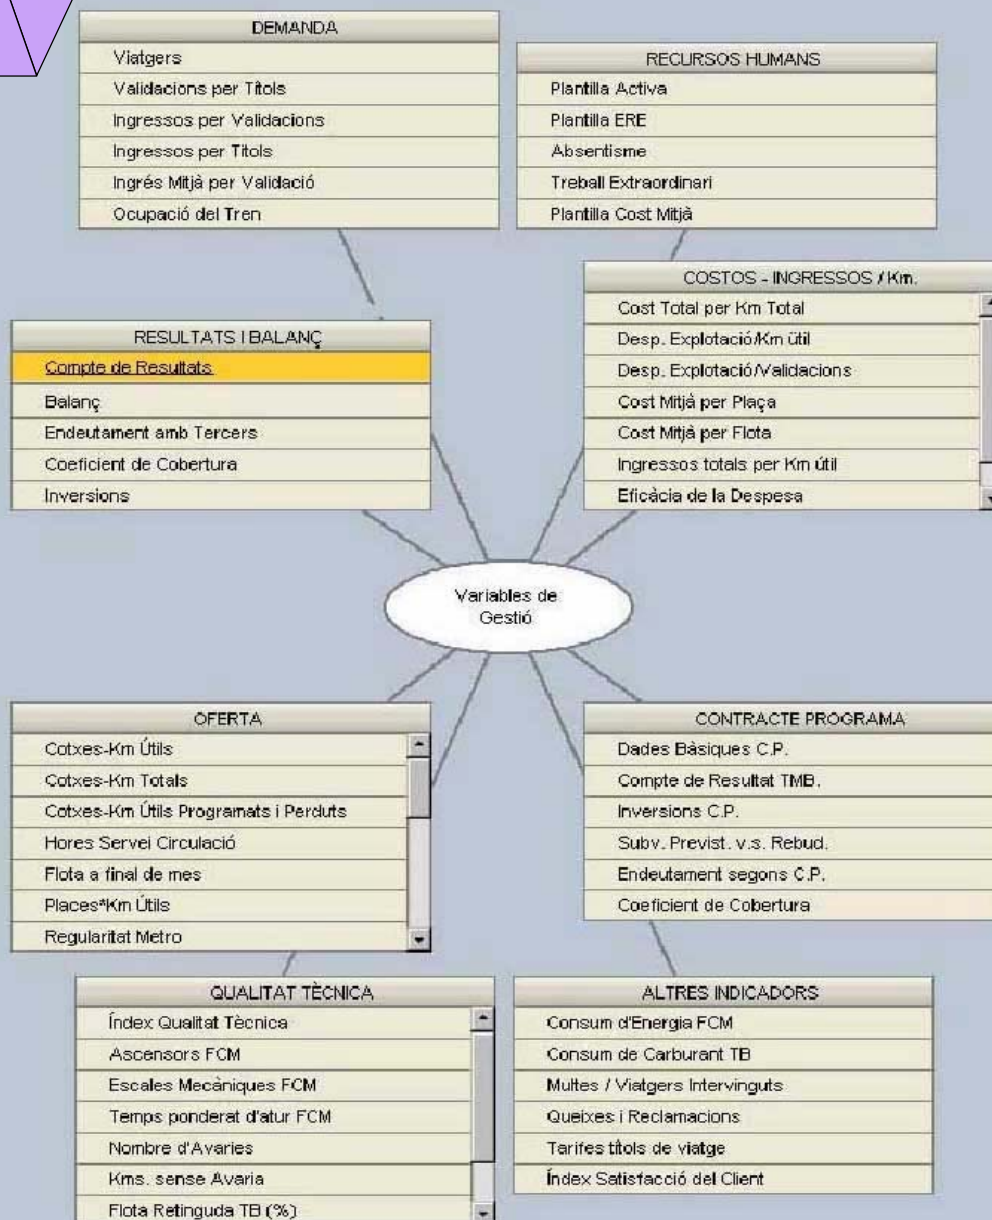 DEMANDA
Viatgers
Validacions per Títols
Ingressos per Validacions
Ingressos per Títols
Ingrés Mitjà per Validació
Ocupació del Tren
RECURSOS HUMANS
Plantilla Activa
Plantilla ERE
Absentisme
Treball Extraordinari
Plantilla Cost Mitjà
COSTOS - INGRESSOS / Km.
Cost Total per Km Total
Desp. Explotació/Km útil
Desp. Explotació/Validacions
Cost Mitjà per Plaça
Cost Mitjà per Flota
Ingressos totals per Km útil
Eficàcia de la Despesa
RESULTATS I BALANÇ
Compte de Resultats
Balanç
Endeutament amb Tercers
Coeficient de Cobertura
Inversions
Variables de
Gestió
OFERTA
Cotxes-Km Útils
Cotxes-Km Totals
Cotxes-Km Útils Programats i Perduts
Hores Servei Circulació
Flota a final de mes
Places*Km Útils
Regularitat Metro
CONTRACTE PROGRAMA
Dades Bàsiques C.P.
Compte de Resultat TMB.
Inversions C.P.
Subv. Previst. v.s. Rebud.
Endeutament segons C.P.
Coeficient de Cobertura
QUALITAT TÈCNICA
Índex Qualitat Tècnica
Ascensors FCM
Escales Mecàniques FCM
Temps ponderat d'atur FCM
Nombre d'Avaries
Kms. sense Avaria
Flota Retinguda TB (%)
ALTRES INDICADORS
Consum d'Energia FCM
Consum de Carburant TB
Multes / Viatgers Intervinguts
Queixes i Reclamacions
Tarifes títols de viatge
Índex Satisfacció del Client